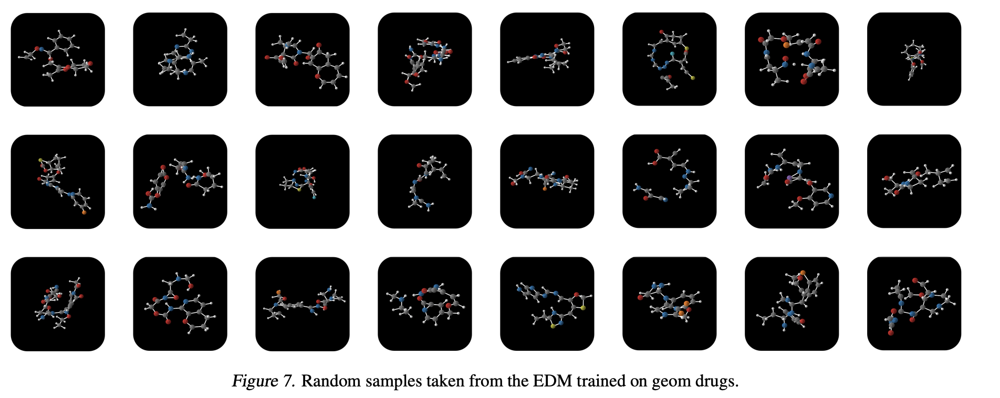 Figure 7. Random samples taken from the EDM trained on geom drugs.